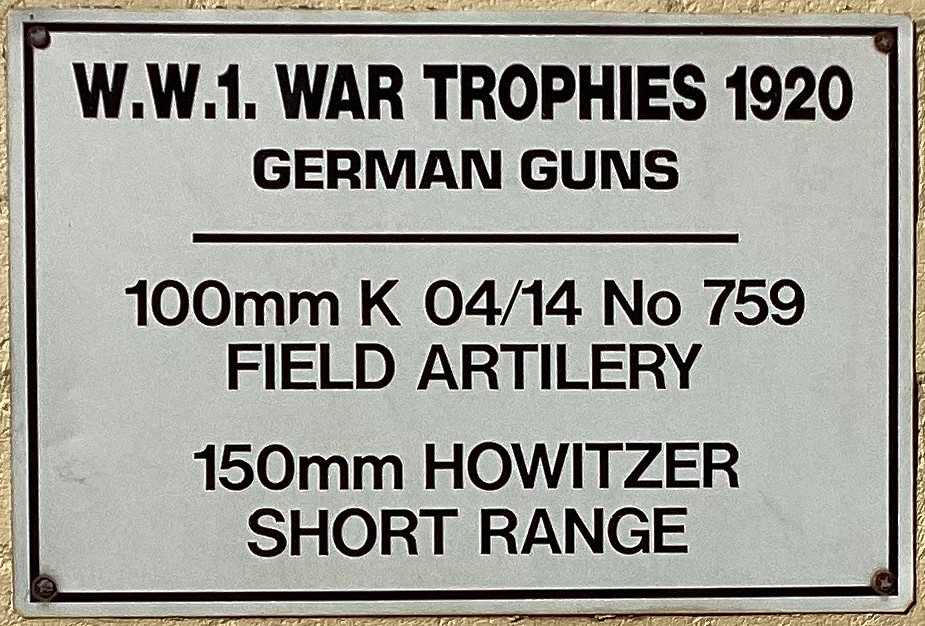 W.W.1. WAR TROPHIES 1920
GERMAN GUNS
100mm K 04/14 No 759
FIELD ARTILERY
150mm HOWITZER
SHORT RANGE